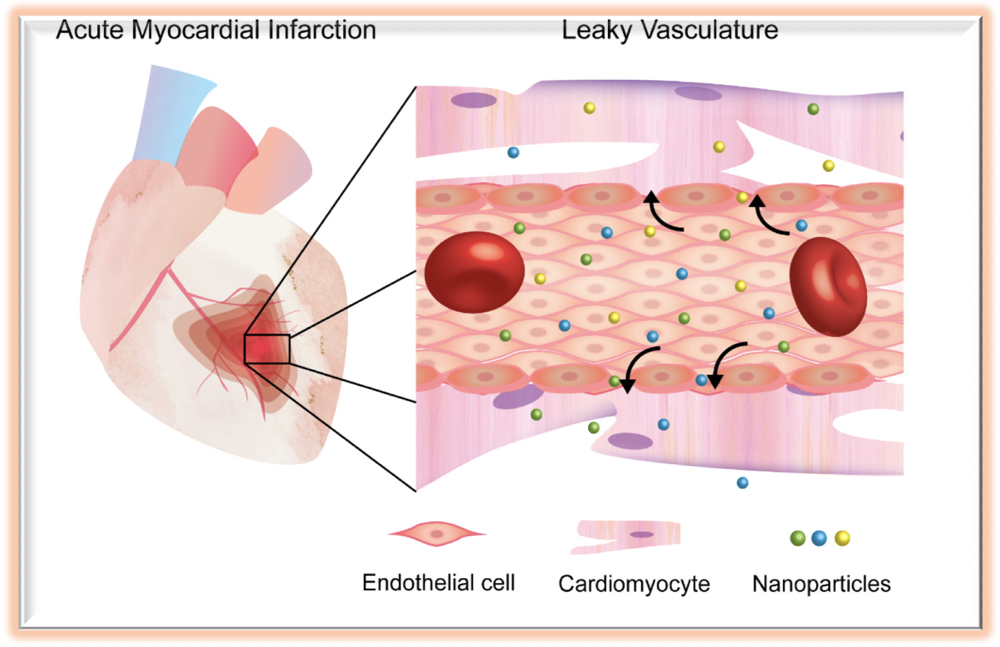 Acute Myocardial Infarction
Leaky Vasculature
Endothelial cell
Cardiomyocyte
Nanoparticles